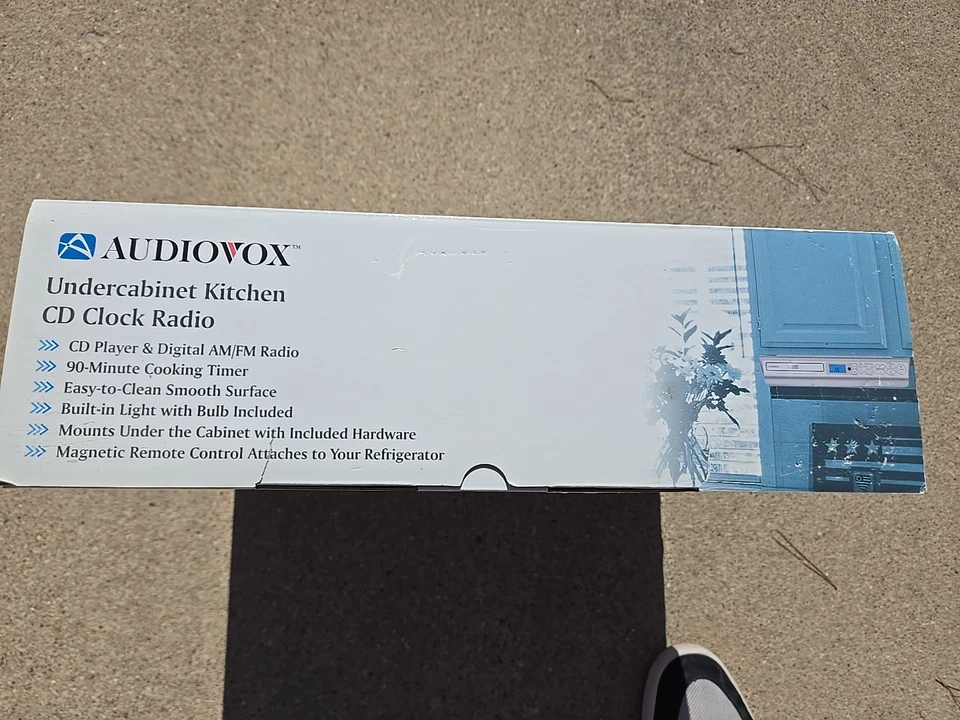 AUDIOVOX™
Undercabinet Kitchen
CD Clock Radio
CD Player & Digital AM/FM Radio
90-Minute Cooking Timer
Easy-to-Clean Smooth Surface
Built-in Light with Bulb Included
Mounts Under the Cabinet with Included Hardware
Magnetic Remote Control Attaches to Your Refrigerator